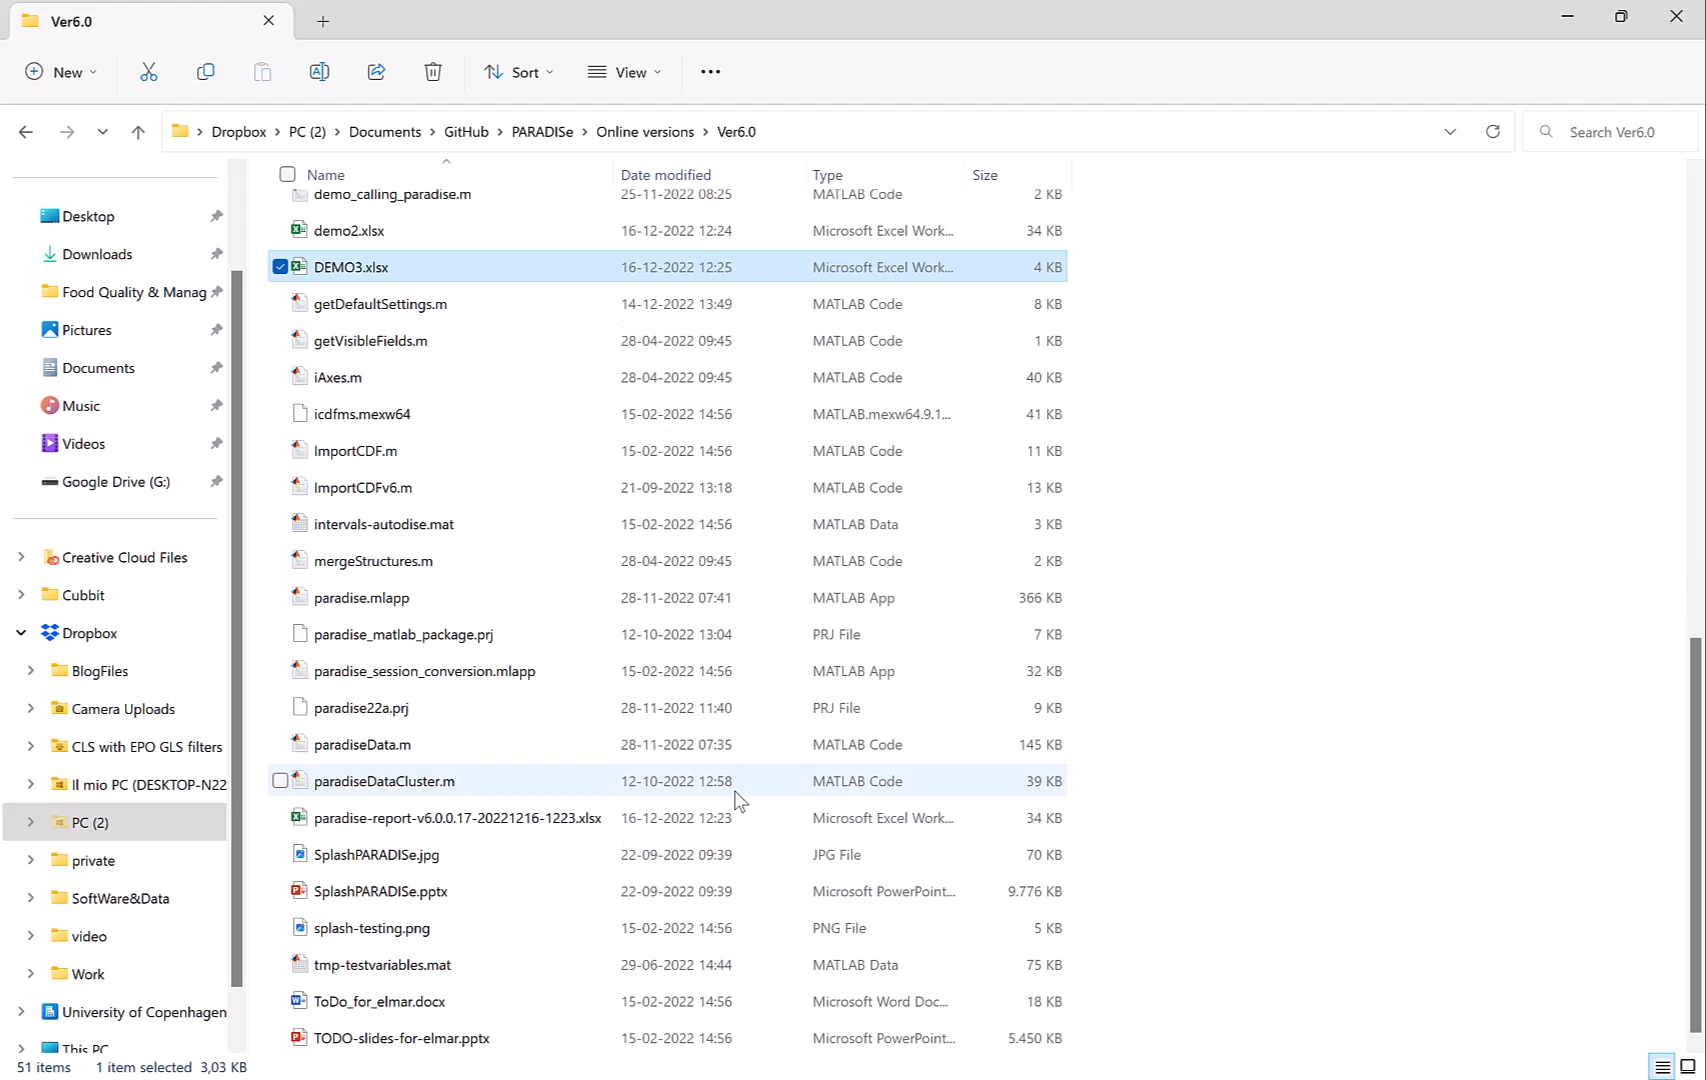 Ver6.0
New
Sort
View
Dropbox > PC (2) > Documents > GitHub > PARADISe > Online versions > Ver6.0
Search Ver6.0
Name Date modified Type Size
demo_calling_paradise.m 25-11-2022 08:25 MATLAB Code 2 KB
demo2.xlsx 16-12-2022 12:24 Microsoft Excel Work... 34 KB
DEMO3.xlsx 16-12-2022 12:25 Microsoft Excel Work... 4 KB
getDefaultSettings.m 14-12-2022 13:49 MATLAB Code 8 KB
getVisibleFields.m 28-04-2022 09:45 MATLAB Code 1 KB
iAxes.m 28-04-2022 09:45 MATLAB Code 40 KB
icdfms.mexw64 15-02-2022 14:56 MATLAB.mexw64.9.1... 41 KB
ImportCDF.m 15-02-2022 14:56 MATLAB Code 11 KB
ImportCDFv6.m 21-09-2022 13:18 MATLAB Code 13 KB
intervals-autodise.mat 15-02-2022 14:56 MATLAB Data 3 KB
mergeStructures.m 28-04-2022 09:45 MATLAB Code 2 KB
paradise.mlapp 28-11-2022 07:41 MATLAB App 366 KB
paradise_matlab_package.prj 12-10-2022 13:04 PRJ File 7 KB
paradise_session_conversion.mlapp 15-02-2022 14:56 MATLAB App 32 KB
paradise22a.prj 28-11-2022 11:40 PRJ File 9 KB
paradiseData.m 28-11-2022 07:35 MATLAB Code 145 KB
paradiseDataCluster.m 12-10-2022 12:58 MATLAB Code 39 KB
paradise-report-v6.0.0.17-20221216-1223.xlsx 16-12-2022 12:23 Microsoft Excel Work... 34 KB
SplashPARADISe.jpg 22-09-2022 09:39 JPG File 70 KB
SplashPARADISe.pptx 22-09-2022 09:39 Microsoft PowerPoint... 9.776 KB
splash-testing.png 15-02-2022 14:56 PNG File 5 KB
tmp-testvariables.mat 29-06-2022 14:44 MATLAB Data 75 KB
ToDo_for_elmar.docx 15-02-2022 14:56 Microsoft Word Doc... 18 KB
TODO-slides-for-elmar.pptx 15-02-2022 14:56 Microsoft PowerPoint... 5.450 KB
Desktop
Downloads
Food Quality & Manag
Pictures
Documents
Music
Videos
Google Drive (G:)
Creative Cloud Files
Cubbit
Dropbox
BlogFiles
Camera Uploads
CLS with EPO GLS filters
Il mio PC (DESKTOP-N22
PC (2)
private
SoftWare&Data
video
Work
University of Copenhagen
This PC
51 items 1 item selected 3,03 KB